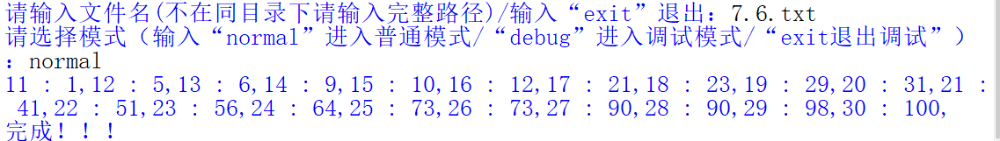 请输入文件名(不在同目录下请输入完整路径)/输入“exit”退出: 7.6.txt
请选择模式（输入“normal”进入普通模式/“debug”进入调试模式/“exit退出调试”）
: normal
11 : 1,12 : 5,13 : 6,14 : 9,15 : 10,16 : 12,17 : 21,18 : 23,19 : 29,20 : 31,21 :
41,22 : 51,23 : 56,24 : 64,25 : 73,26 : 73,27 : 90,28 : 90,29 : 98,30 : 100,
完成！！！